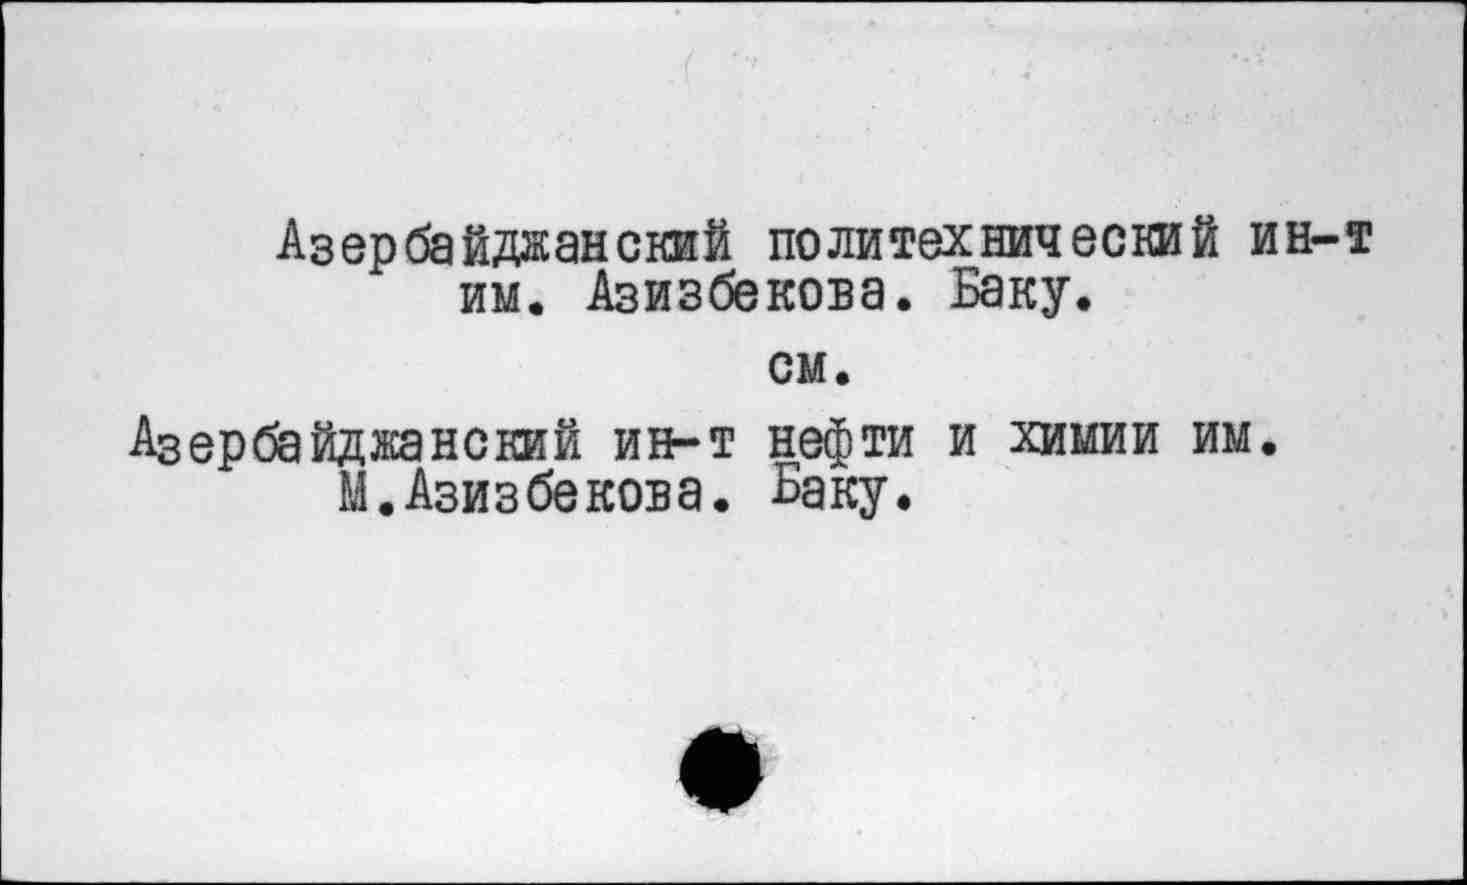 Азербайджанский политехнический ин-т
им. Азизбекова. Баку.
см.
Азербайджанский ин-т нефти и химии им.
М.Азизбекова. Баку.